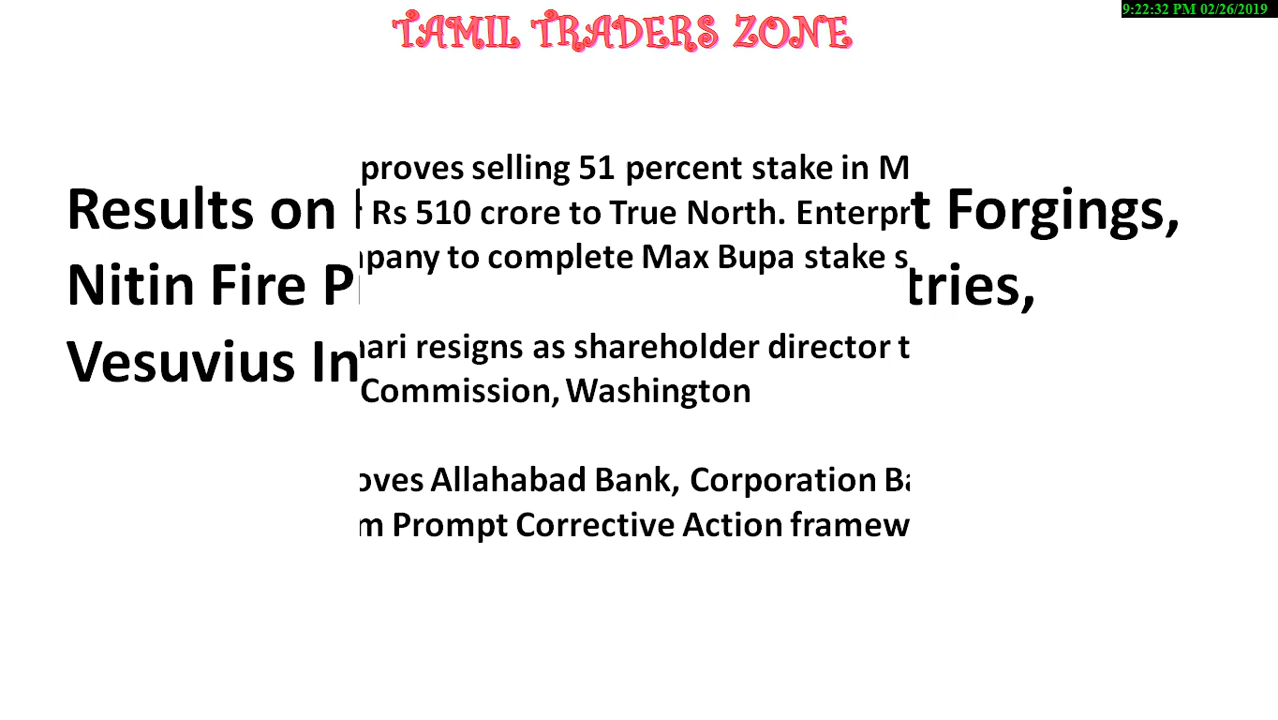 9:22:32 PM 02/26/2019
TAMIL TRADERS ZONE
proves selling 51 percent stake in M
Results on
Rs 510 crore to True North. Enterpr
t Forgings,
pany to complete Max Bupa stake s
Nitin Fire P
tries,
ari resigns as shareholder director t
Vesuvius In
Commission, Washington
oves Allahabad Bank, Corporation Ba
m Prompt Corrective Action framew